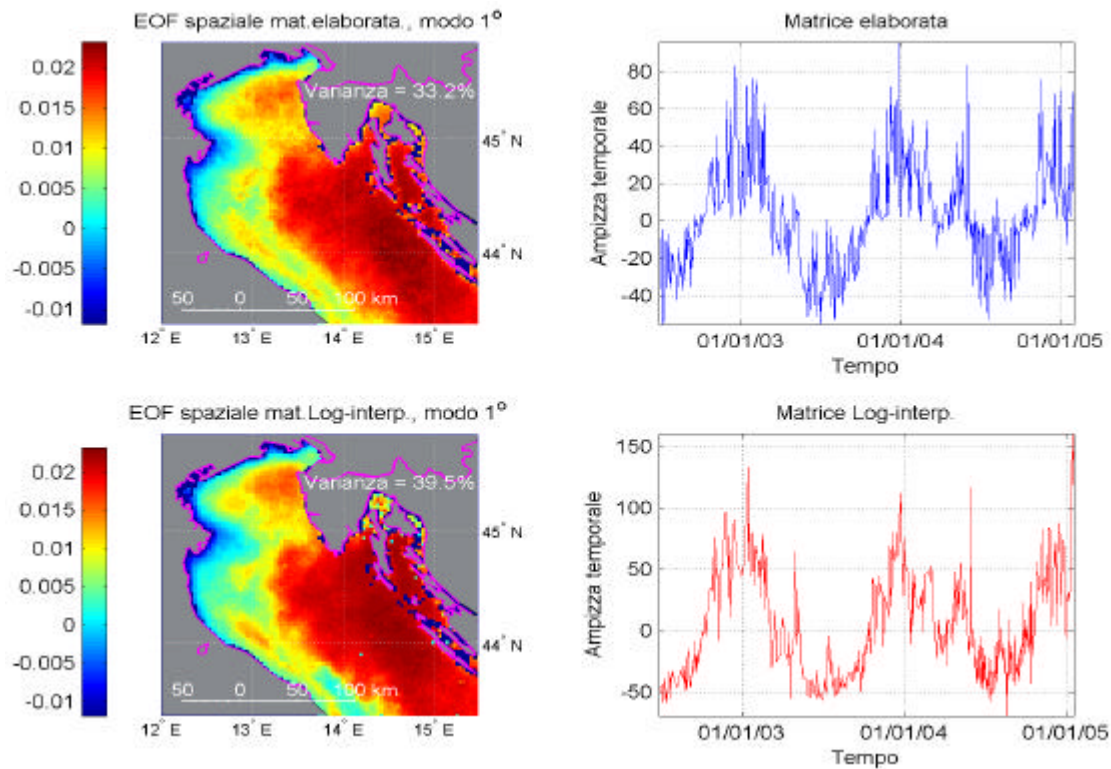 EOF spaziale mat.elaborata., modo 1°
0.02
0.015
0.01
0.005
0
-0.005
-0.01
Varianza = 33.2%
45° N
44° N
50 0 50 100 km
12° E 13° E 14° E 15° E
Matrice elaborata
Ampizza temporale
80
60
40
20
0
-20
-40
01/01/03 01/01/04 01/01/05
Tempo
EOF spaziale mat.Log-interp., modo 1°
0.02
0.015
0.01
0.005
0
-0.005
-0.01
Varianza = 39.5%
45° N
44° N
50 0 50 100 km
12° E 13° E 14° E 15° E
Matrice Log-interp.
Ampizza temporale
150
100
50
0
-50
01/01/03 01/01/04 01/01/05
Tempo